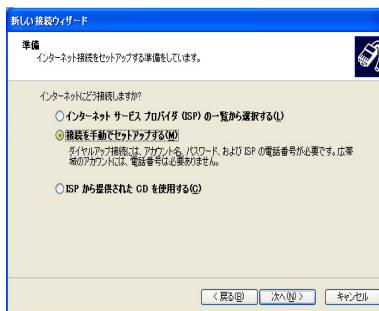 新しい接続ウィザード
準備
インターネット接続をセットアップする準備をしています。
インターネットにどう接続しますか?
インターネット サービス プロバイダ (ISP) の一覧から選択する(L)
接続を手動でセットアップする(M)
ダイヤルアップ接続には、アカウント名、パスワード、および ISP の電話番号が必要です。広帯
域のアカウントには、電話番号は必要ありません。
ISP から提供された CD を使用する(C)
< 戻る(B) 次へ(N) > キャンセル